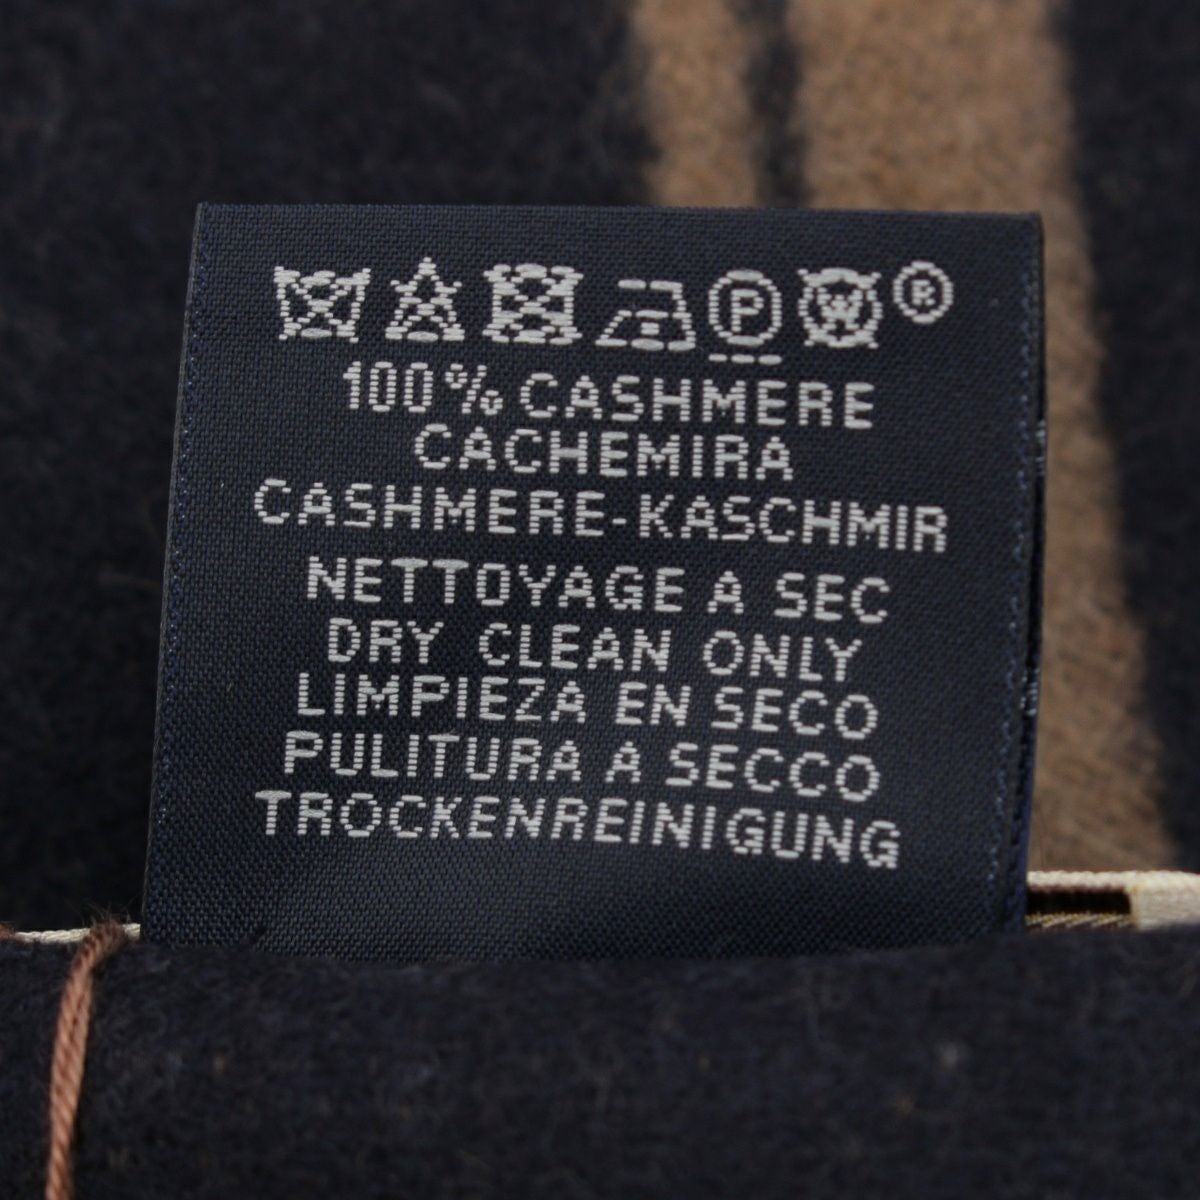 P W ®
100% CASHMERE
CACHEMIRA
CASHMERE-KASCHMIR
NETTOYAGE A SEC
DRY CLEAN ONLY
LIMPIEZA EN SECO
PULITURA A SECCO
TROCKENREINIGUNG